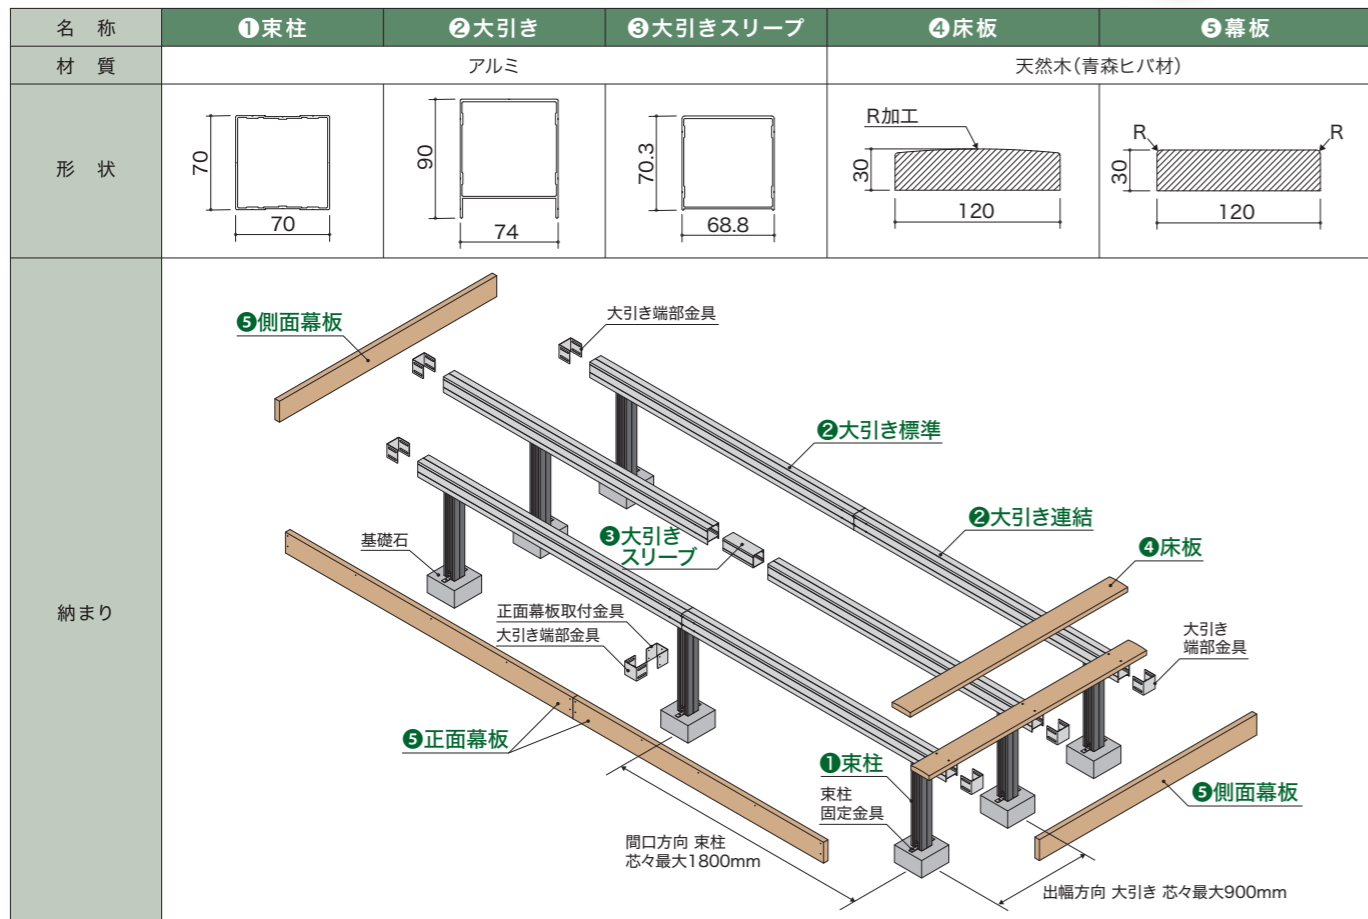 名 称
❶束柱
❷大引き
❸大引きスリープ
❹床板
❺幕板
材 質
アルミ
天然木(青森ヒバ材)
形 状
70
70
90
74
70.3
68.8
R加工
30
120
R
R
30
120
納まり
❺側面幕板
大引き端部金具
❷大引き標準
❷大引き連結
❸大引き
スリーブ
❹床板
基礎石
正面幕板取付金具
大引き端部金具
大引き
端部金具
❺正面幕板
❶束柱
束柱
固定金具
❺側面幕板
間口方向 束柱
芯々最大1800mm
出幅方向 大引き 芯々最大900mm